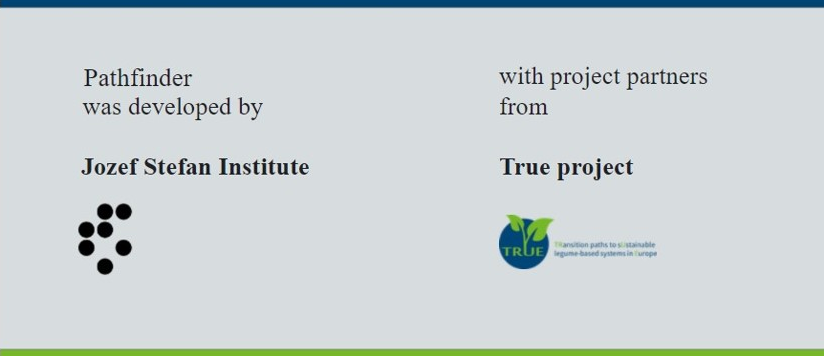 Pathfinder
was developed by
Jozef Stefan Institute
with project partners
from
True project
TRUE
TRansition paths to sUstainable
legume-based systems in Europe